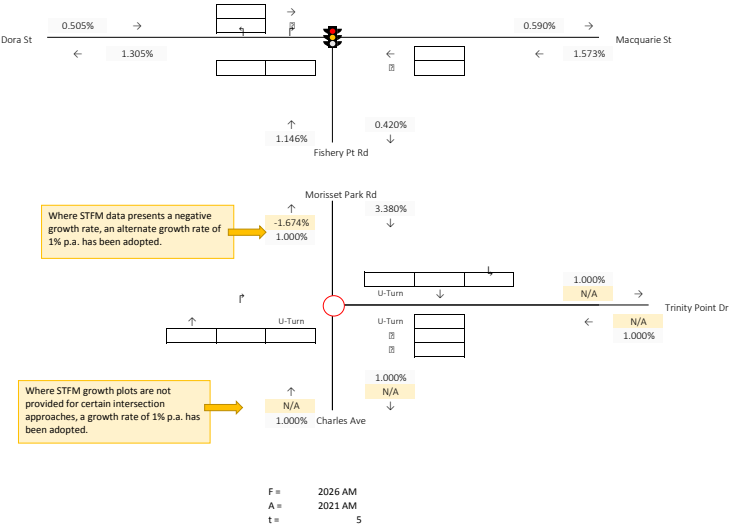 0.505%
0.590%
Dora St
Macquarie St
1.305%
1.573%
0.420%
1.146%
Fishery Pt Rd
Morisset Park Rd
Where STFM data presents a negative
growth rate, an alternate growth rate of
1% p.a. has been adopted.
3.380%
-1.674%
1.000%
1.000%
U-Turn
N/A
Trinity Point Dr
U-Turn
U-Turn
N/A
1.000%
1.000%
Where STFM growth plots are not
provided for certain intersection
approaches, a growth rate of 1% p.a. has
been adopted.
N/A
N/A
1.000%
Charles Ave
F = 2026 AM
A = 2021 AM
t = 5